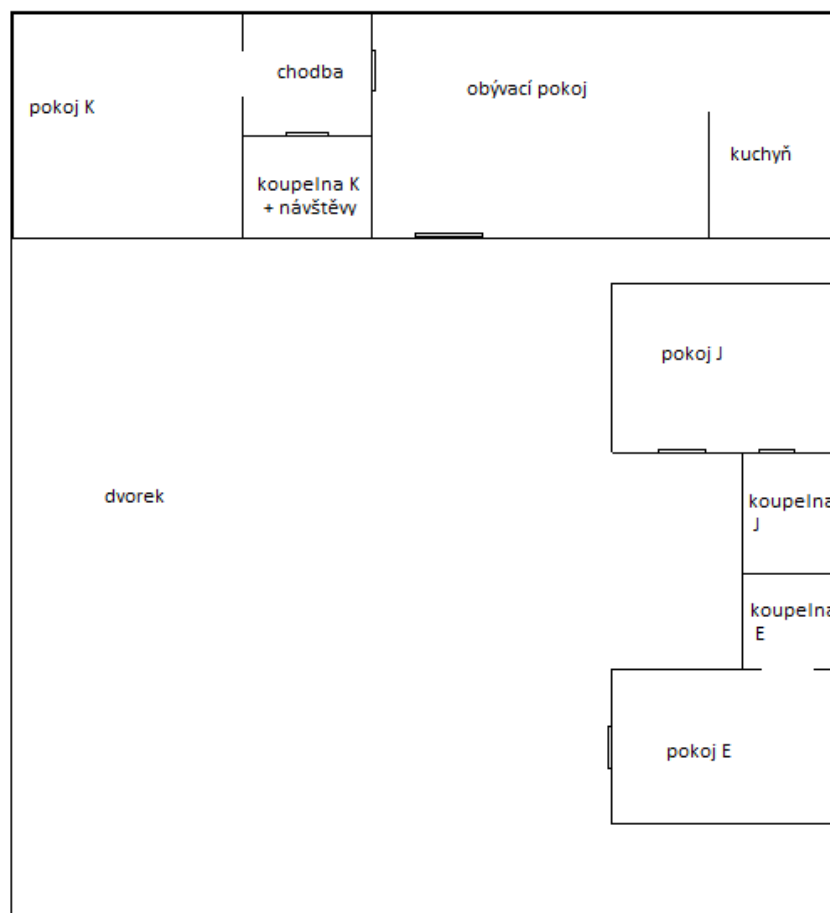 chodba
obývací pokoj
pokoj K
kuchyň
koupelna K
+ návštěvy
pokoj J
dvorek
koupelna
J
koupelna
E
pokoj E